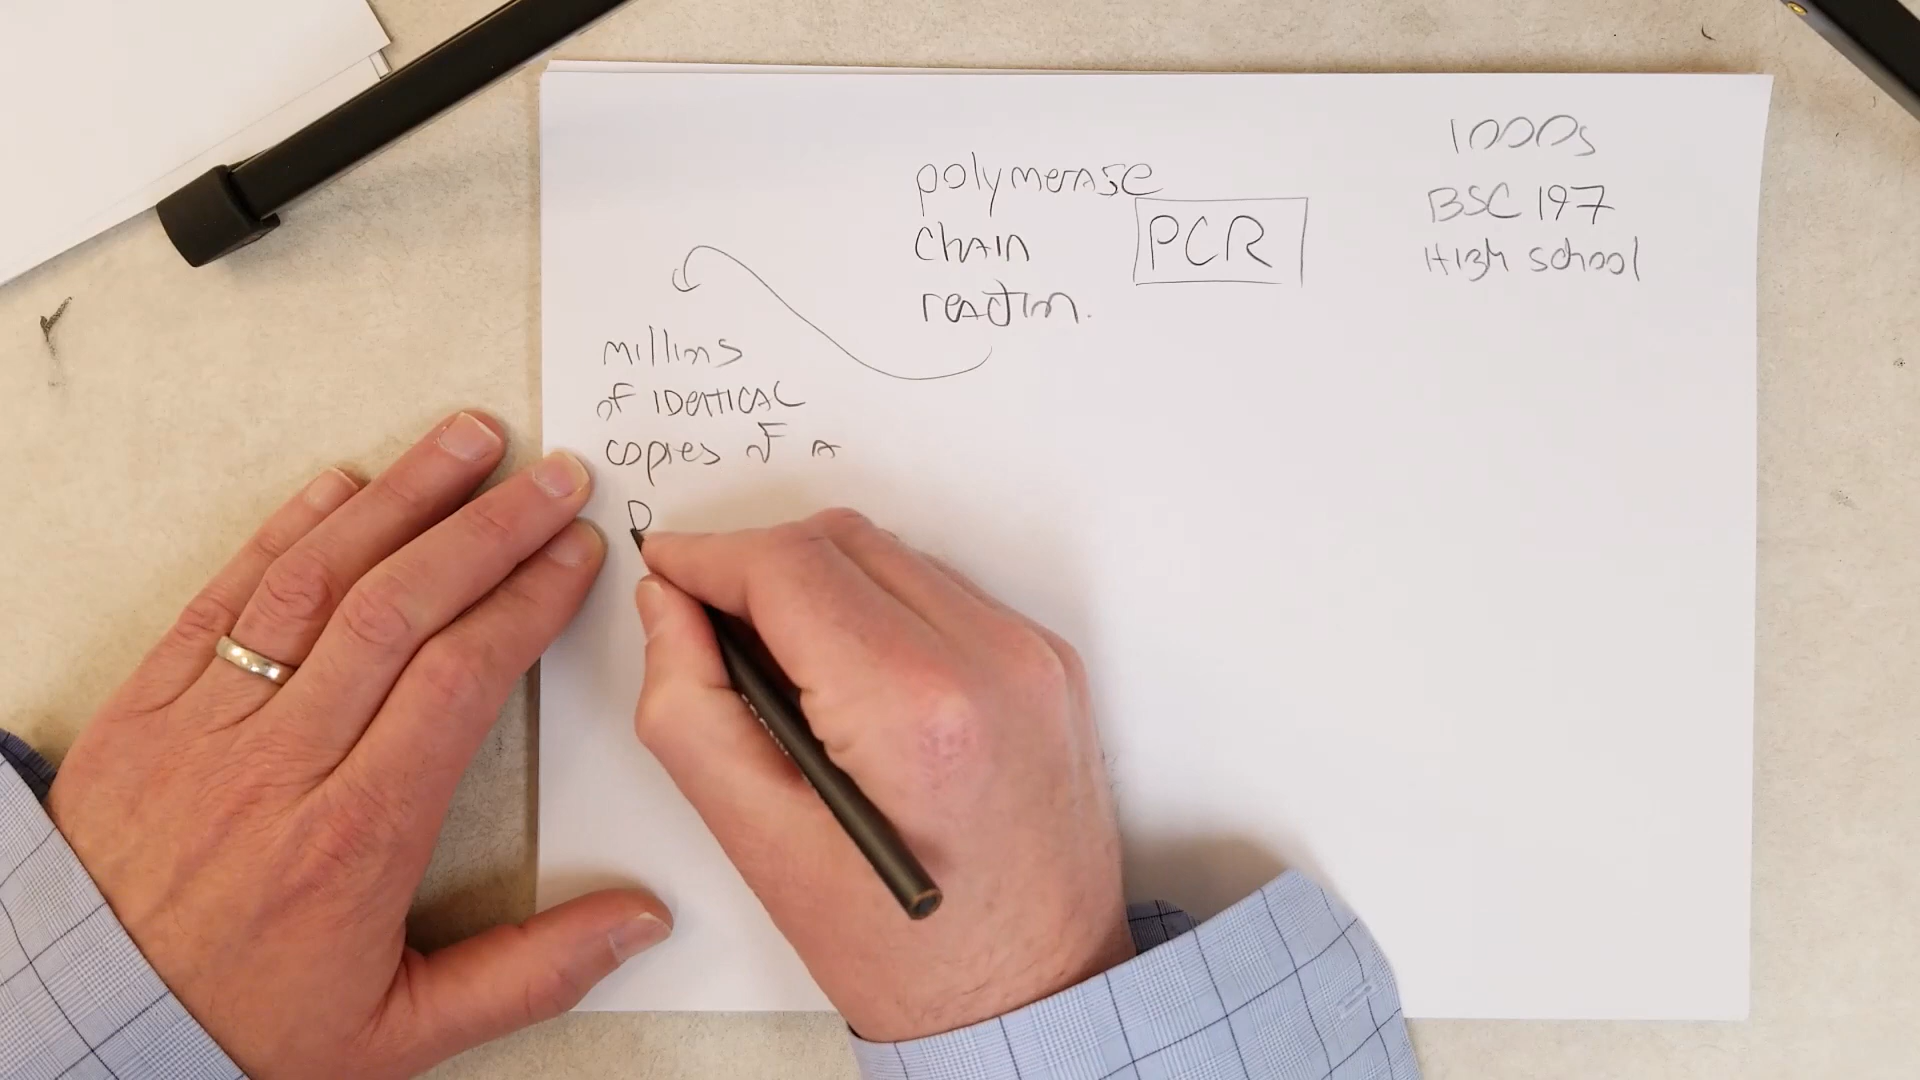 polymerase
chain
reaction.
PCR
1000s
BSC 197
High school
millions
of identical
copies of a
D